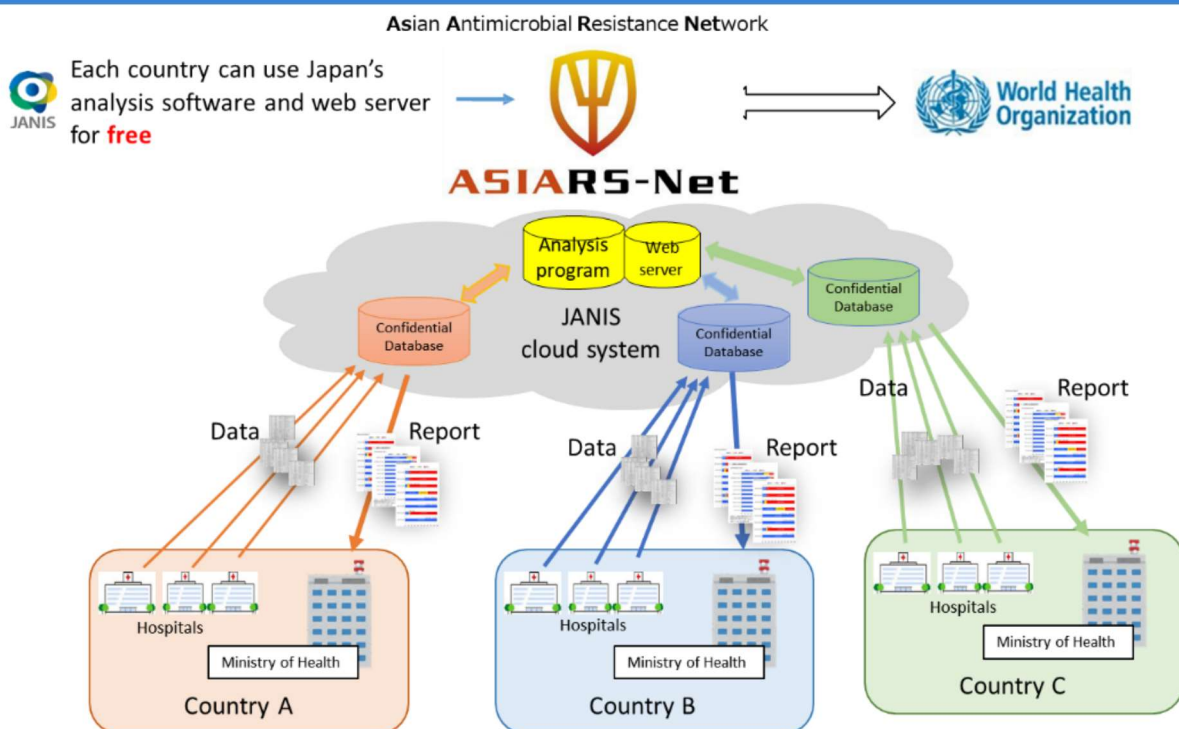 Asian Antimicrobial Resistance Network
JANIS
Each country can use Japan's
analysis software and web server
for free
World Health
Organization
ASIARS-Net
Analysis
program
Web
server
JANIS
cloud system
Confidential
Database
Confidential
Database
Confidential
Database
Data
Report
Data
Report
Data
Report
Hospitals
Ministry of Health
Country A
Hospitals
Ministry of Health
Country B
Hospitals
Ministry of Health
Country C